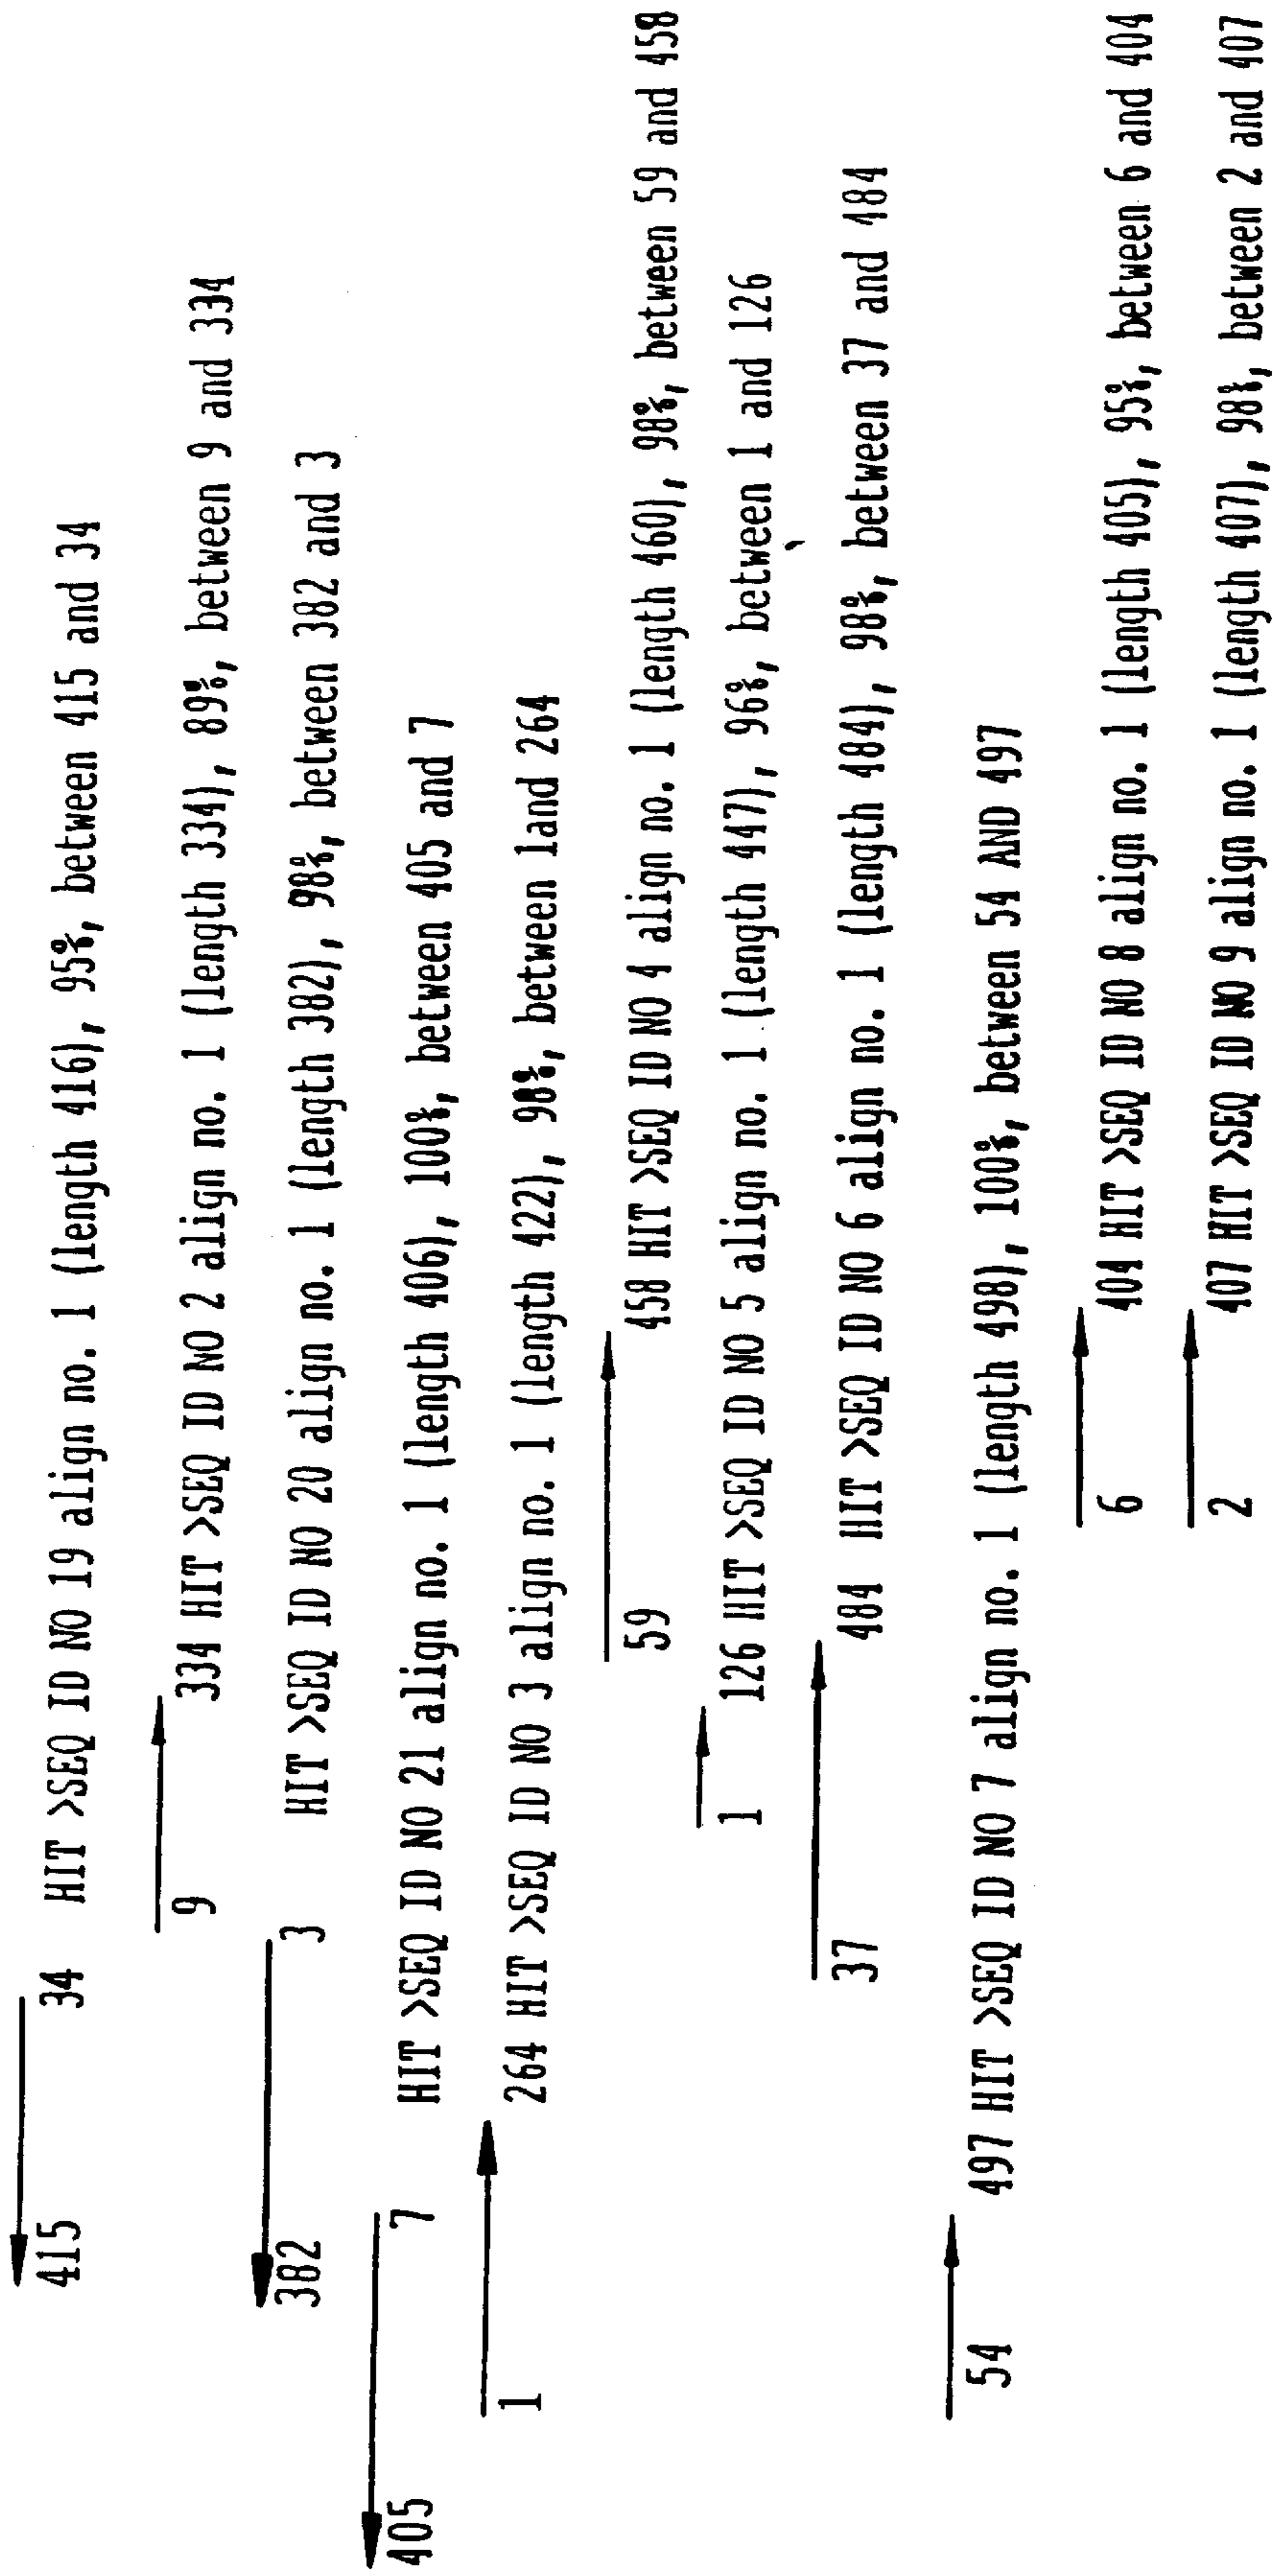 415 34 HIT >SEQ ID NO 19 align no. 1 (length 416), 95%, between 415 and 34
9 334 HIT >SEQ ID NO 2 align no. 1 (length 334), 89%, between 9 and 334
382 3 HIT >SEQ ID NO 20 align no. 1 (length 382), 98%, between 382 and 3
405 7 HIT >SEQ ID NO 21 align no. 1 (length 406), 100%, between 405 and 7
1 264 HIT >SEQ ID NO 3 align no. 1 (length 422), 98%, between 1and 264
59 458 HIT >SEQ ID NO 4 align no. 1 (length 460), 98%, between 59 and 458
1 126 HIT >SEQ ID NO 5 align no. 1 (length 447), 96%, between 1 and 126
37 484 HIT >SEQ ID NO 6 align no. 1 (length 484), 98%, between 37 and 484
54 497 HIT >SEQ ID NO 7 align no. 1 (length 498), 100%, between 54 AND 497
6 404 HIT >SEQ ID NO 8 align no. 1 (length 405), 95%, between 6 and 404
2 407 HIT >SEQ ID NO 9 align no. 1 (length 407), 98%, between 2 and 407